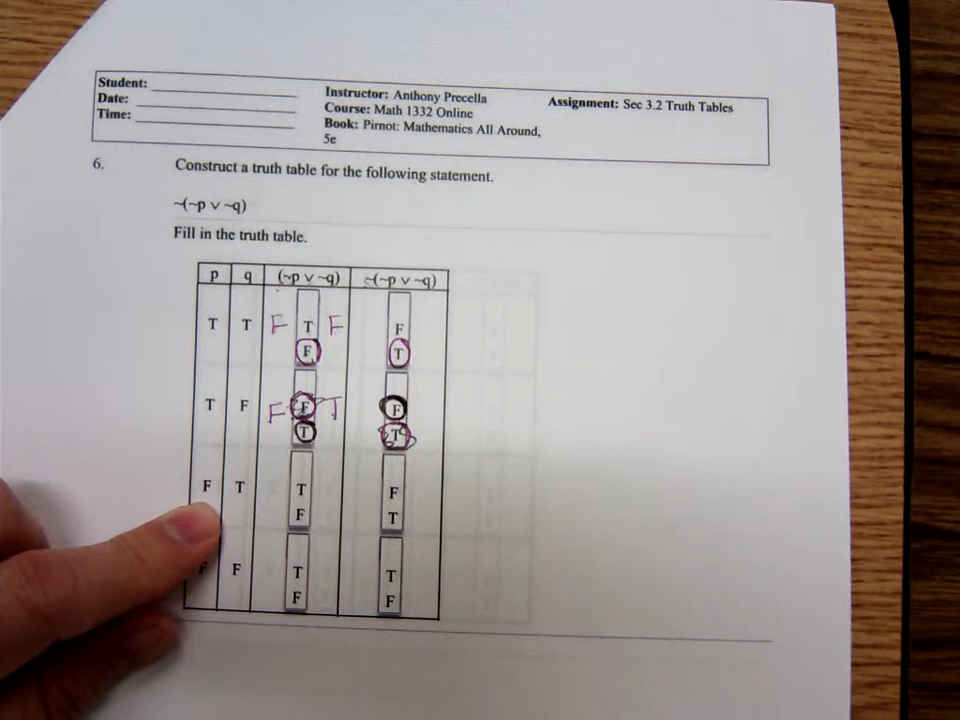 Student:
Date:
Time:
Instructor: Anthony Precella
Course: Math 1332 Online
Book: Pirnot: Mathematics All Around,
5e
Assignment: Sec 3.2 Truth Tables
6. Construct a truth table for the following statement.
~(~p ∨ ~q)
Fill in the truth table.
p q (~p ∨ ~q) ~(~p ∨ ~q)
T T F T F F
F T
T F F F T F
T T
F T T F
F T
F F T T
F F